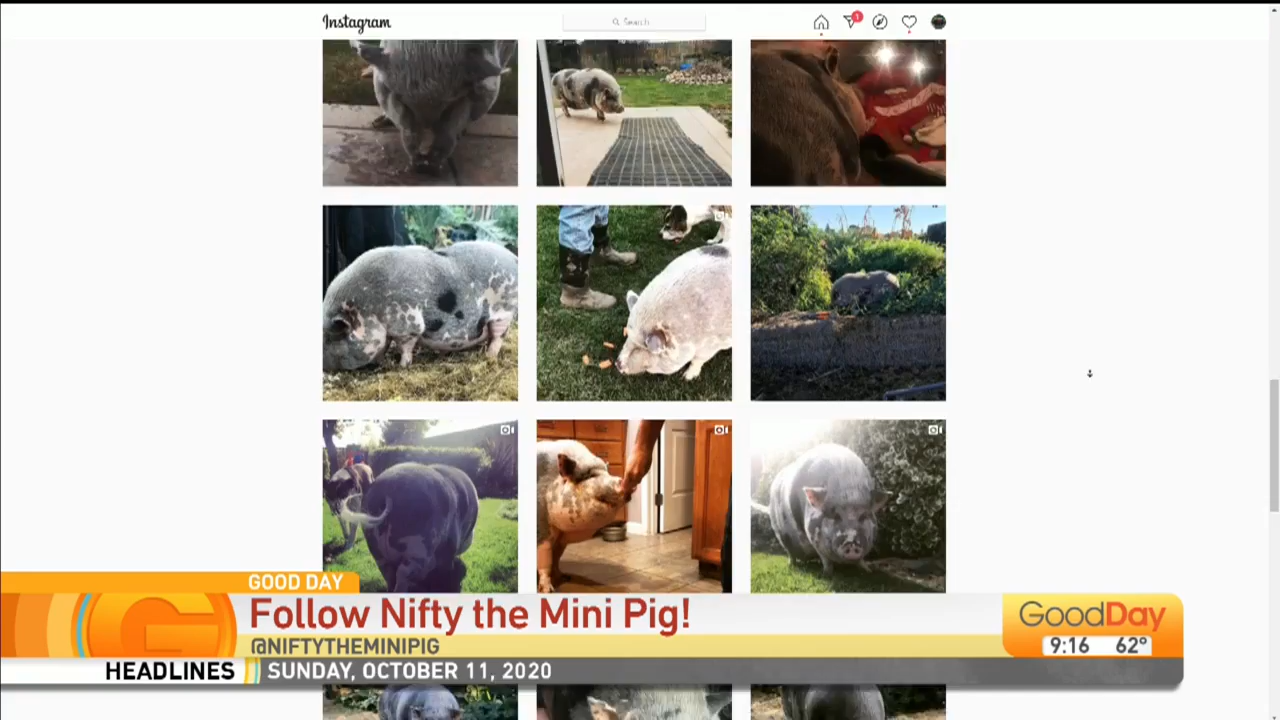 Instagram
Search
1
GOOD DAY
Follow Nifty the Mini Pig!
@NIFTYTHEMINIPIG
GoodDay
9:16 62°
HEADLINES SUNDAY, OCTOBER 11, 2020